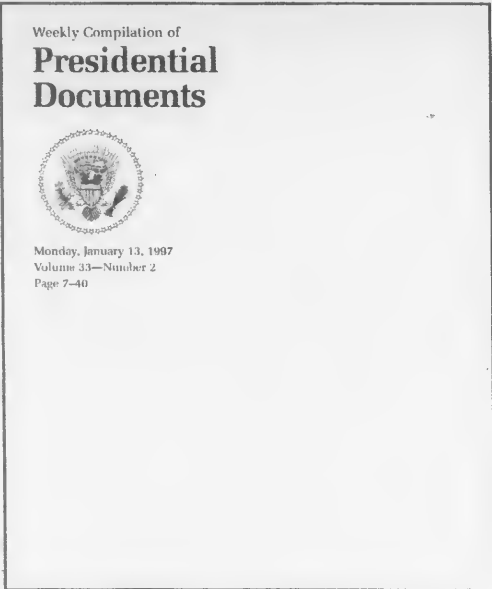 Weekly Compilation of
Presidential
Documents
Monday, January 13, 1997
Volume 33—Number 2
Page 7–40